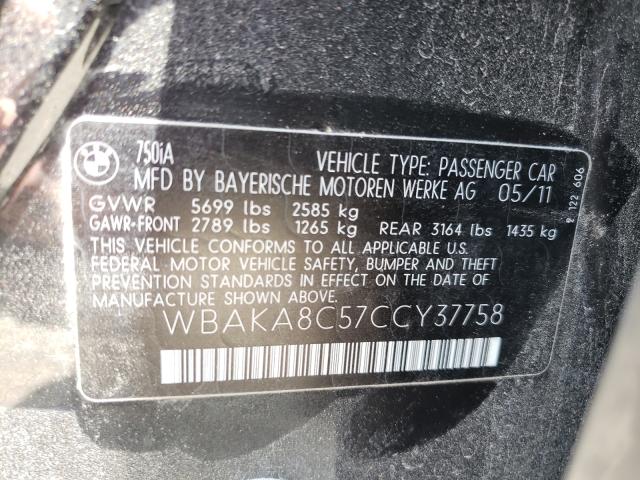 BMW
750iA
VEHICLE TYPE: PASSENGER CAR
MFD BY BAYERISCHE MOTOREN WERKE AG 05/11
GVWR 5699 lbs 2585 kg
GAWR-FRONT 2789 lbs 1265 kg REAR 3164 lbs 1435 kg
THIS VEHICLE CONFORMS TO ALL APPLICABLE U.S.
FEDERAL MOTOR VEHICLE SAFETY, BUMPER AND THEFT
PREVENTION STANDARDS IN EFFECT ON THE DATE OF
MANUFACTURE SHOWN ABOVE.
WBAKA8C57CCY37758
2 122 606